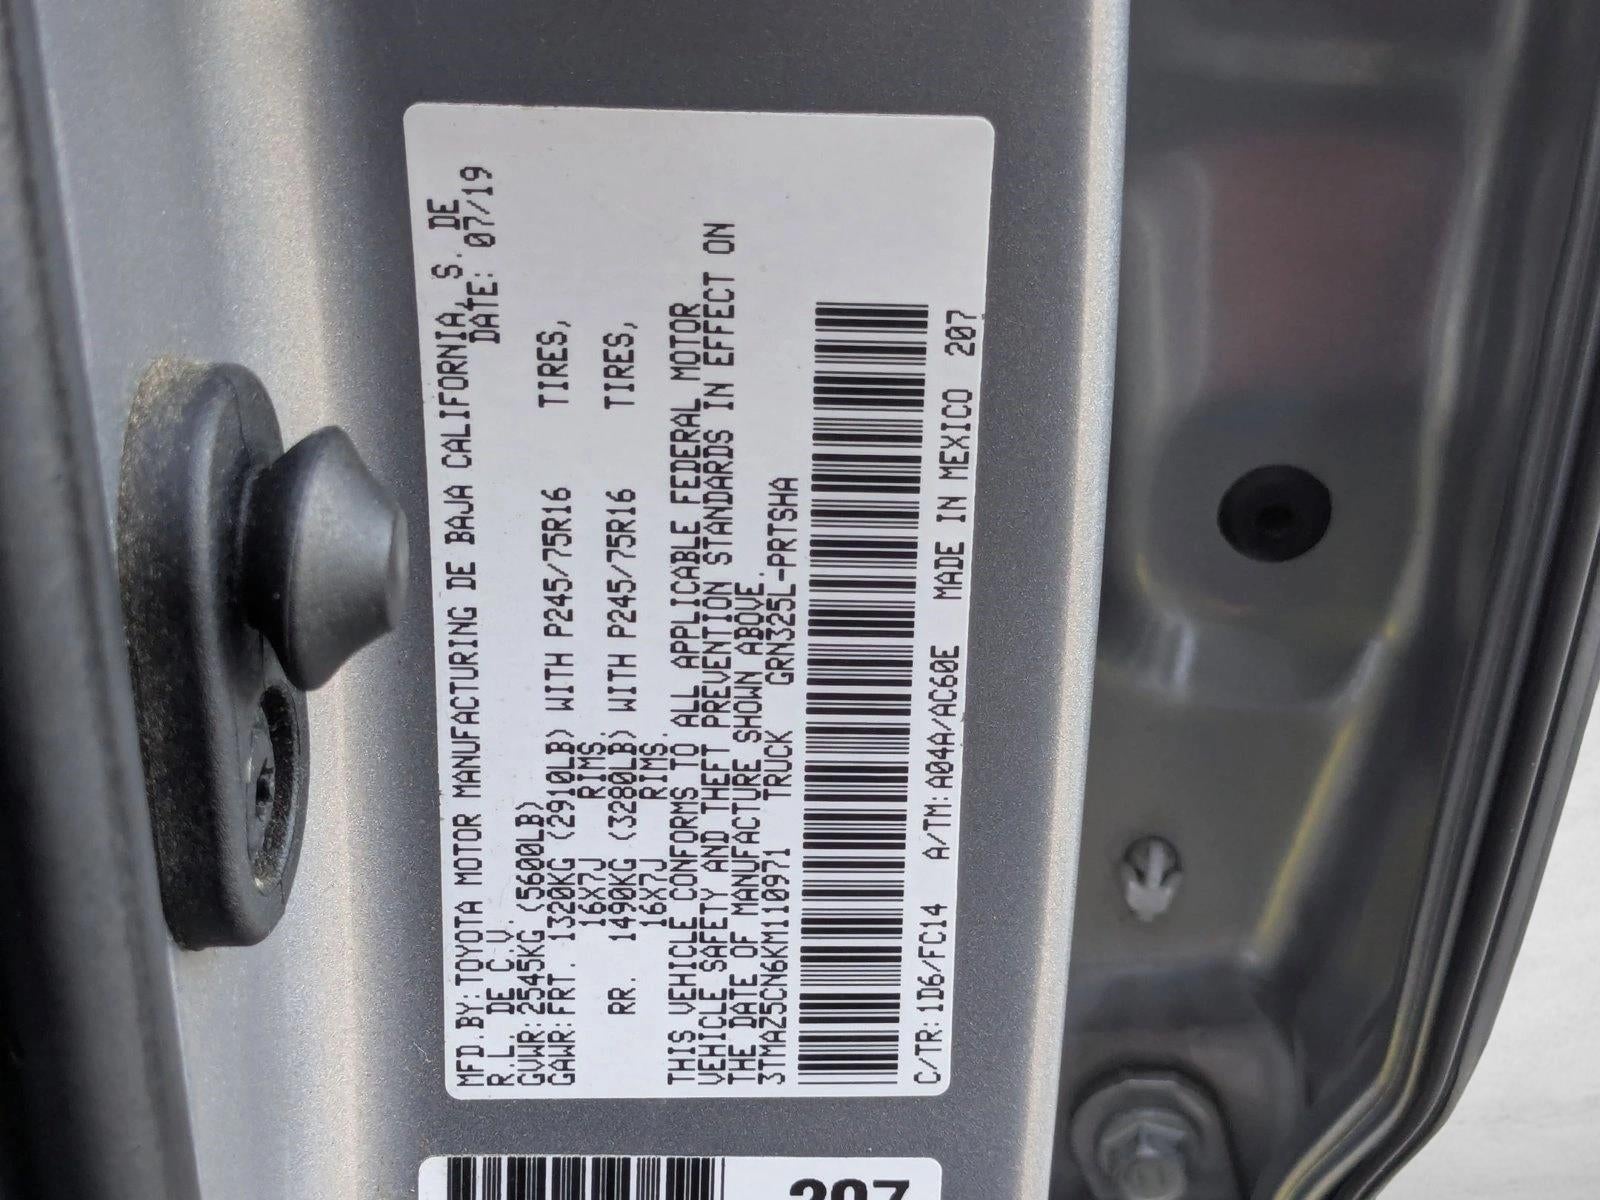 MFD.BY:TOYOTA MOTOR MANUFACTURING DE BAJA CALIFORNIA, S. DE
R.L. DE C.V. DATE: 07/19
GVWR:2545KG (5600LB)
GAWR:FRT. 1320KG (2910LB) WITH P245/75R16 TIRES,
16X7J RIMS
RR. 1490KG (3280LB) WITH P245/75R16 TIRES,
16X7J RIMS.
THIS VEHICLE CONFORMS TO ALL APPLICABLE FEDERAL MOTOR
VEHICLE SAFETY AND THEFT PREVENTION STANDARDS IN EFFECT ON
THE DATE OF MANUFACTURE SHOWN ABOVE.
3TMAZ5CN6KM110971 TRUCK GRN325L-PRTSHA
C/TR:1D6/FC14 A/TM:A04A/AC60E MADE IN MEXICO 207
207